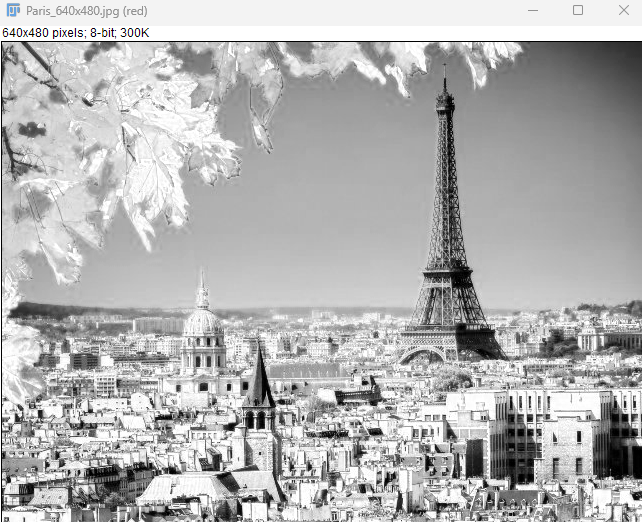 Paris_640x480.jpg (red)
640x480 pixels; 8-bit; 300K